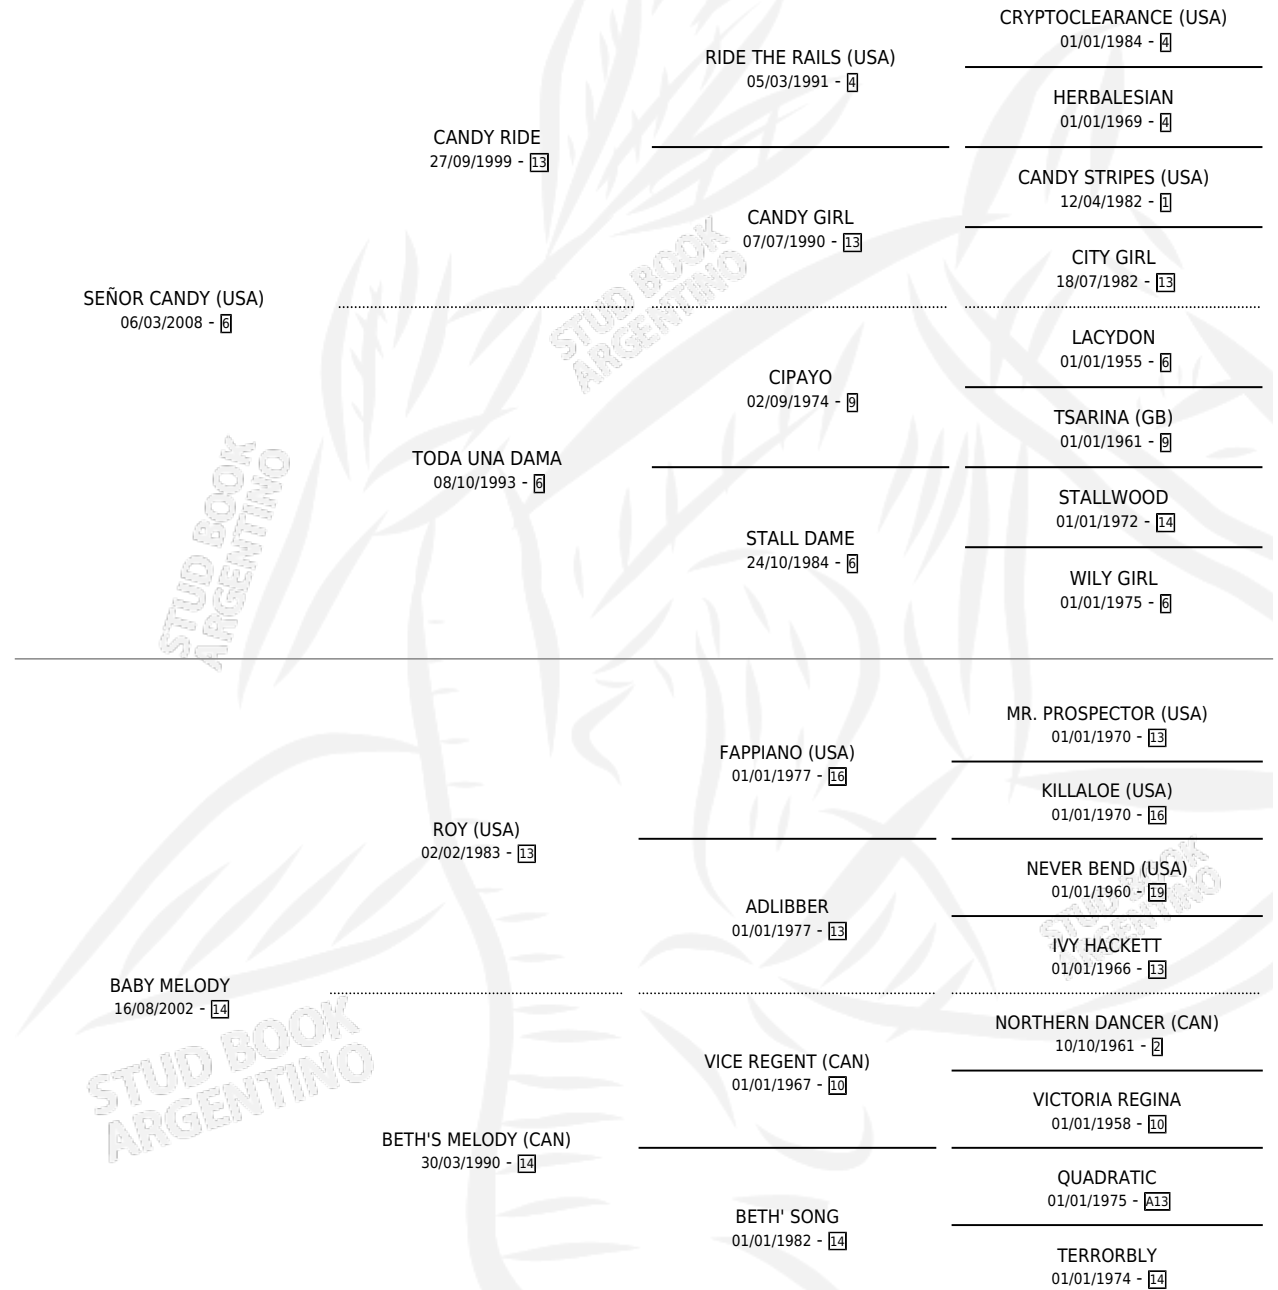 CRYPTOCLEARANCE (USA)
01/01/1984 - 4
RIDE THE RAILS (USA)
05/03/1991 - 4
HERBALESIAN
01/01/1969 - 4
CANDY RIDE
27/09/1999 - 13
CANDY STRIPES (USA)
12/04/1982 - 1
CANDY GIRL
07/07/1990 - 13
CITY GIRL
18/07/1982 - 13
SEÑOR CANDY (USA)
06/03/2008 - 6
LACYDON
01/01/1955 - 6
CIPAYO
02/09/1974 - 9
TSARINA (GB)
01/01/1961 - 9
TODA UNA DAMA
08/10/1993 - 6
STALLWOOD
01/01/1972 - 14
STALL DAME
24/10/1984 - 6
WILY GIRL
01/01/1975 - 6
MR. PROSPECTOR (USA)
01/01/1970 - 13
FAPPIANO (USA)
01/01/1977 - 16
KILLALOE (USA)
01/01/1970 - 16
ROY (USA)
02/02/1983 - 13
NEVER BEND (USA)
01/01/1960 - 19
ADLIBBER
01/01/1977 - 13
IVY HACKETT
01/01/1966 - 13
BABY MELODY
16/08/2002 - 14
NORTHERN DANCER (CAN)
10/10/1961 - 2
VICE REGENT (CAN)
01/01/1967 - 10
VICTORIA REGINA
01/01/1958 - 10
BETH'S MELODY (CAN)
30/03/1990 - 14
QUADRATIC
01/01/1975 - A13
BETH' SONG
01/01/1982 - 14
TERRORBLY
01/01/1974 - 14
STUD BOOK
ARGENTINO
STUD BOOK
ARGENTINO
STUD BOOK
ARGENTINO
STUD BOOK
ARGENTINO